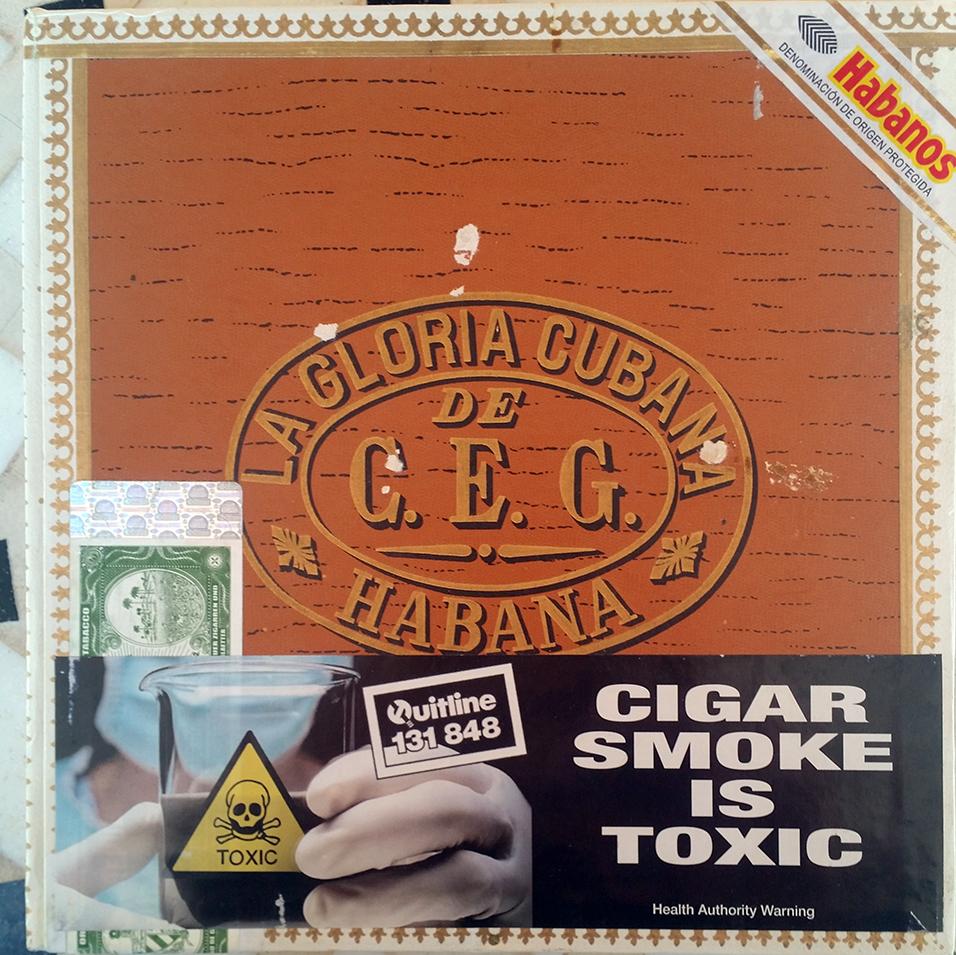 Habanos
DENOMINACIÓN DE ORIGEN PROTEGIDA
LA GLORIA CUBANA
DE
C. E. G.
HABANA
TABACCO
Quitline
131 848
TOXIC
CIGAR
SMOKE
IS
TOXIC
Health Authority Warning